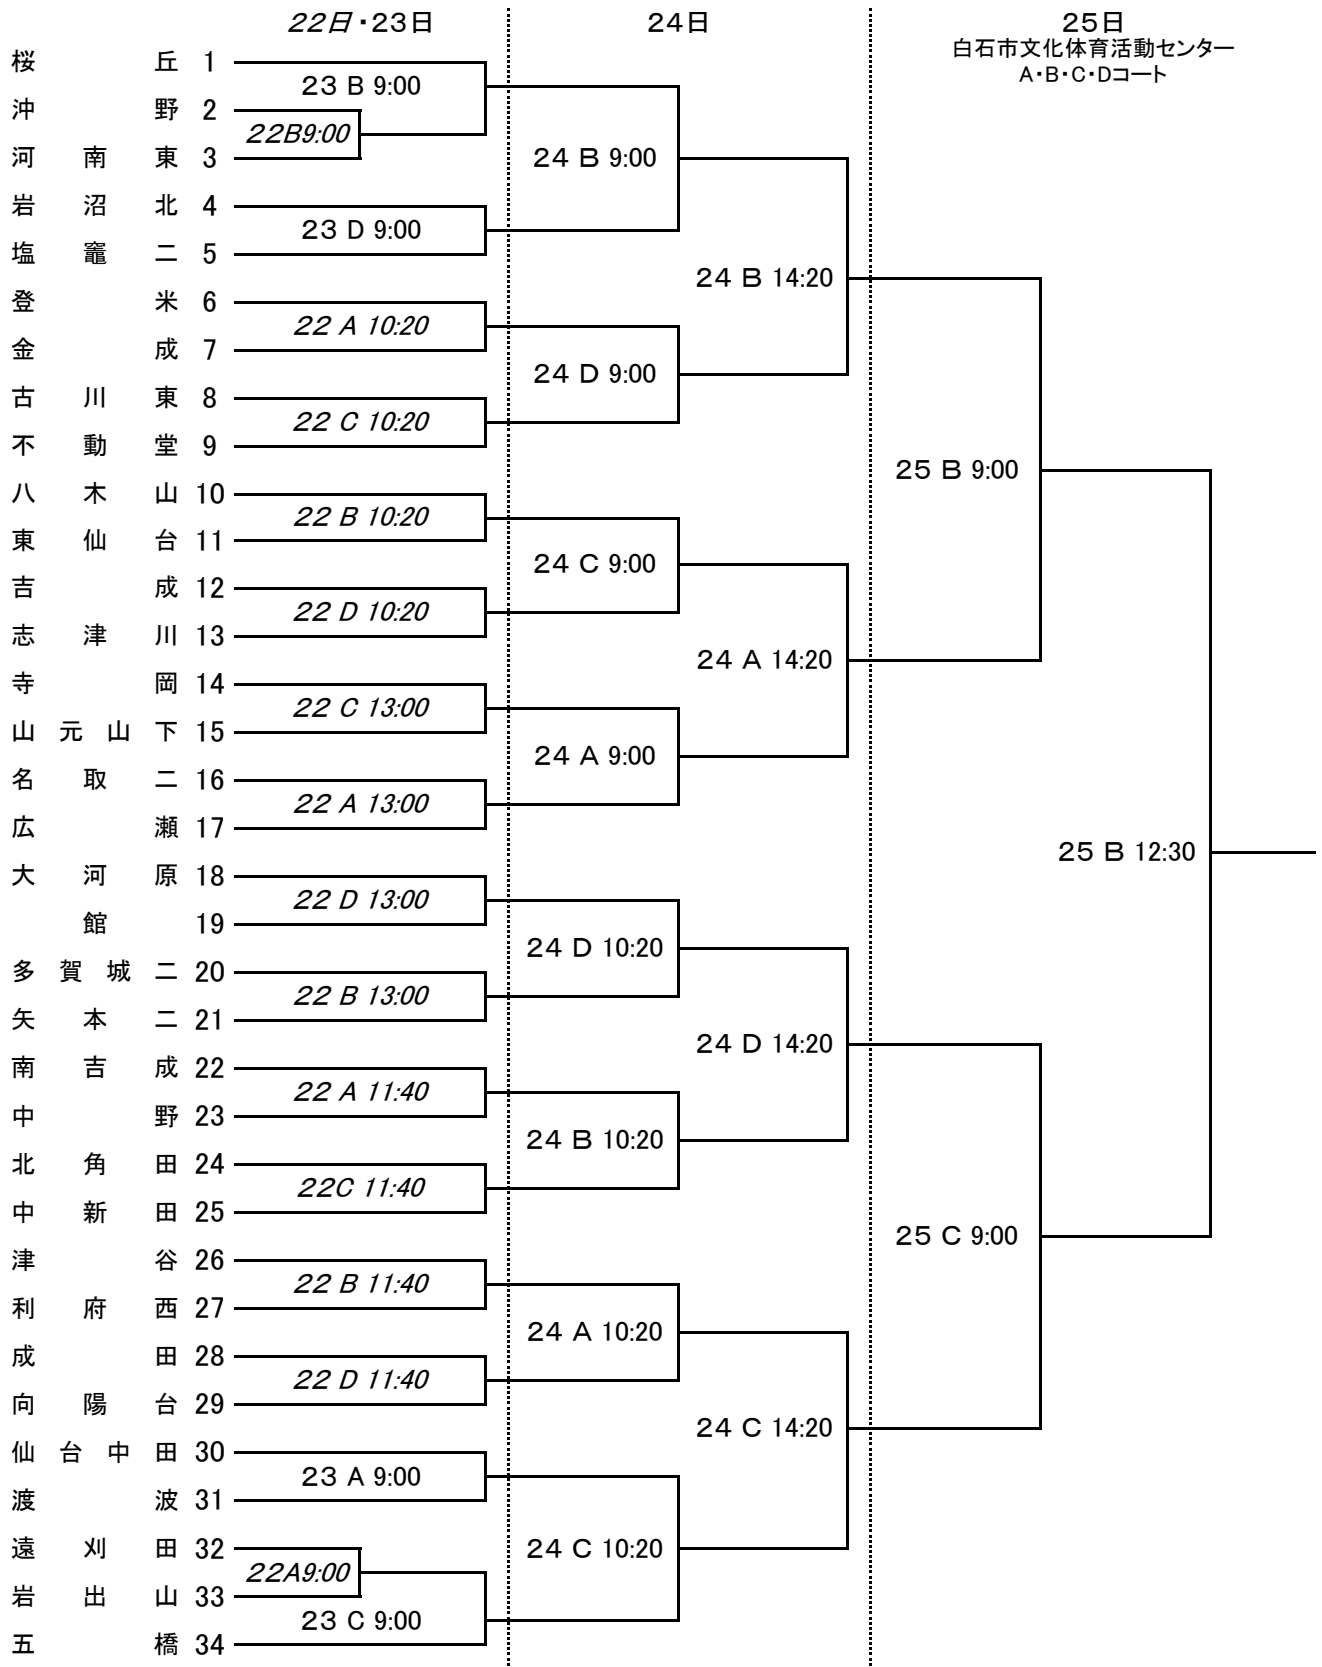 22日・23日 24日 25日
白石市文化体育活動センター
A・B・C・Dコート
桜丘 1
23 B 9:00
沖野 2
22B9:00
河南東 3
24 B 9:00
岩沼北 4
23 D 9:00
塩竈二 5
24 B 14:20
登米 6
22 A 10:20
金成 7
24 D 9:00
古川東 8
22 C 10:20
不動堂 9
25 B 9:00
八木山 10
22 B 10:20
東仙台 11
24 C 9:00
吉成 12
22 D 10:20
志津川 13
24 A 14:20
寺岡 14
22 C 13:00
山元山下 15
24 A 9:00
名取二 16
22 A 13:00
広瀬 17
25 B 12:30
大河原 18
22 D 13:00
館 19
24 D 10:20
多賀城二 20
22 B 13:00
矢本二 21
24 D 14:20
南吉成 22
22 A 11:40
中野 23
24 B 10:20
北角田 24
22C 11:40
中新田 25
25 C 9:00
津谷 26
22 B 11:40
利府西 27
24 A 10:20
成田 28
22 D 11:40
向陽台 29
24 C 14:20
仙台中田 30
23 A 9:00
渡波 31
遠刈田 32
24 C 10:20
22A9:00
岩出山 33
23 C 9:00
五橋 34